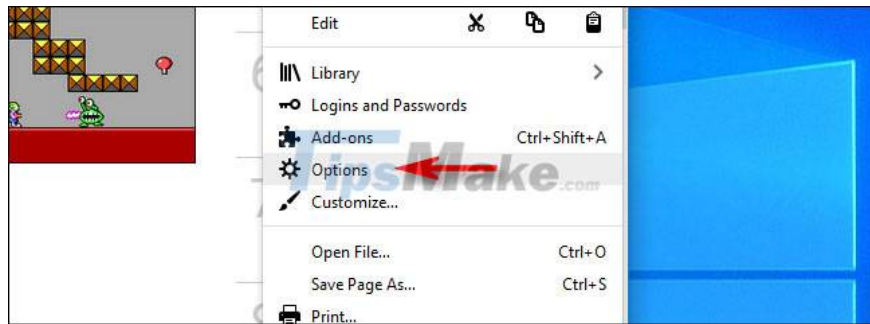 Edit
Library
Logins and Passwords
Add-ons Ctrl+Shift+A
Options
TipsMake.com
Customize...
Open File... Ctrl+O
Save Page As... Ctrl+S
Print...